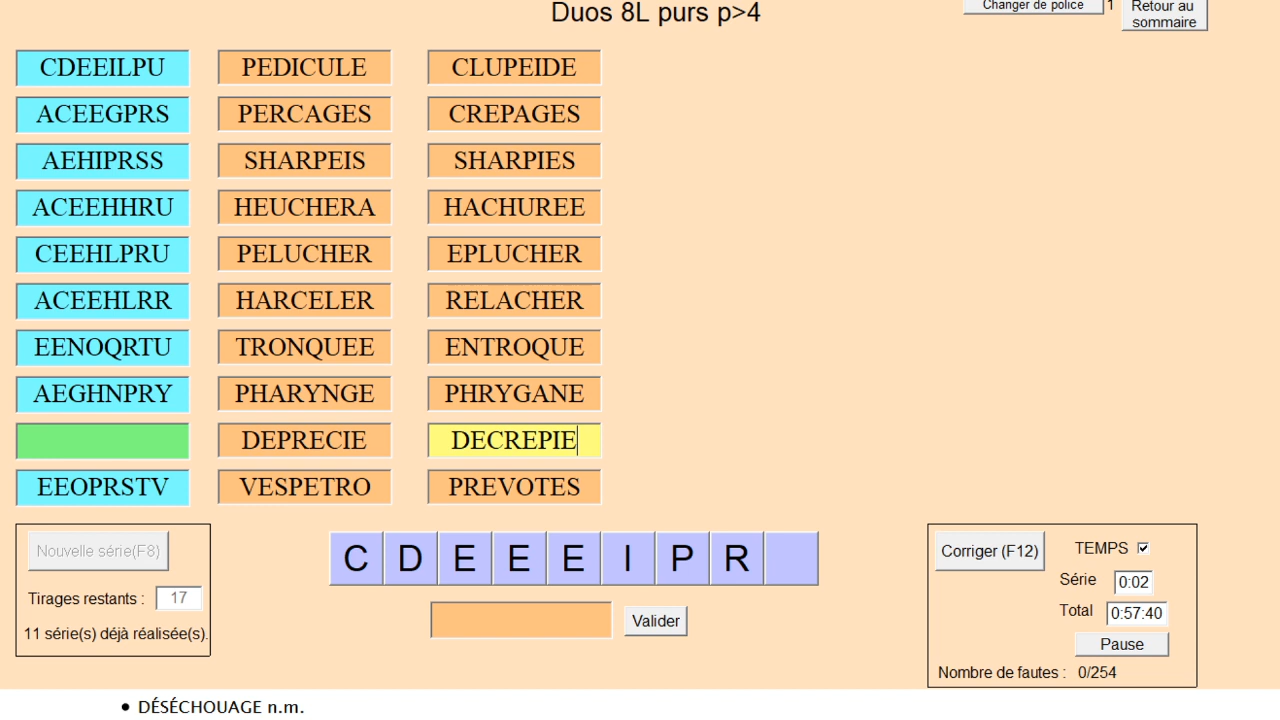 Duos 8L purs p>4
Changer de police 1 Retour au
sommaire
CDEEILPU PEDICULE CLUPEIDE
ACEEGPRS PERCAGES CREPAGES
AEHIPRSS SHARPEIS SHARPIES
ACEEHHRU HEUCHERA HACHUREE
CEEHLPRU PELUCHER EPLUCHER
ACEEHLRR HARCELER RELACHER
EENOQRTU TRONQUEE ENTROQUE
AEGHNPRY PHARYNGE PHRYGANE
DEPRECIE DECREPIE
EEOPRSTV VESPETRO PREVOTES
Nouvelle série(F8)
Tirages restants : 17
11 série(s) déjà réalisée(s).
C D E E E I P R
Valider
Corriger (F12) TEMPS
Série 0:02
Total 0:57:40
Pause
Nombre de fautes : 0/254
• DÉSÉCHOUAGE n.m.